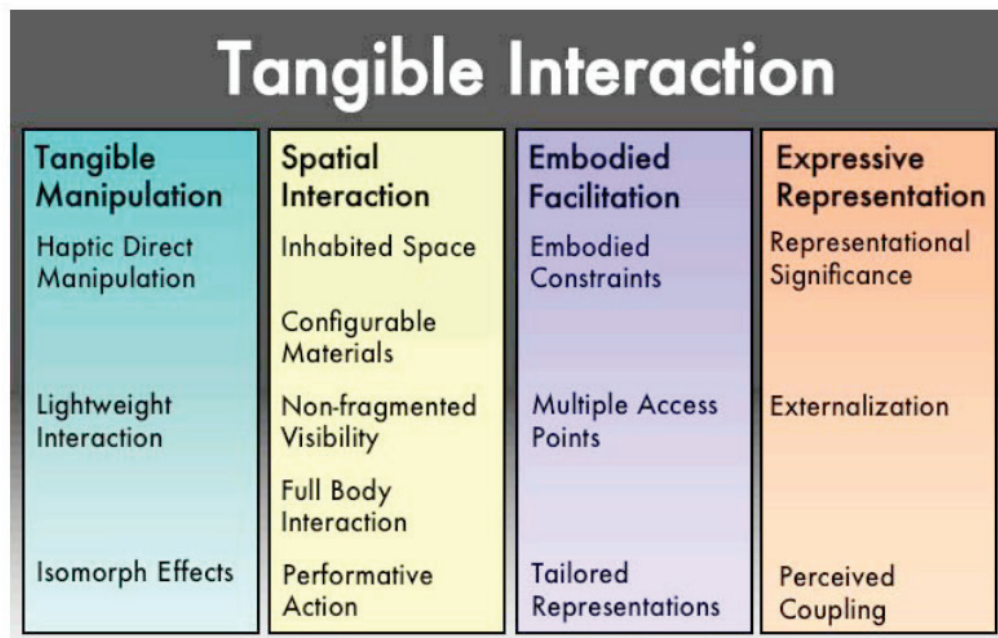 Tangible Interaction
Tangible
Manipulation
Haptic Direct
Manipulation
Lightweight
Interaction
Isomorph Effects
Spatial
Interaction
Inhabited Space
Configurable
Materials
Non-fragmented
Visibility
Full Body
Interaction
Performative
Action
Embodied
Facilitation
Embodied
Constraints
Multiple Access
Points
Tailored
Representations
Expressive
Representation
Representational
Significance
Externalization
Perceived
Coupling